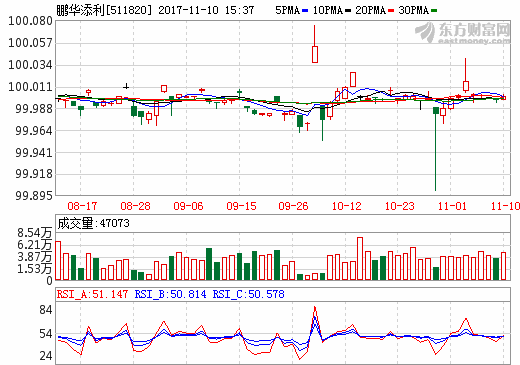 鹏华添利[511820] 2017-11-10 15:37 5PMA 10PMA 20PMA 30PMA
东方财富网
eastmoney.com
100.080
100.057
100.034
100.011
99.988
99.964
99.941
99.918
99.895
08-17 08-28 09-06 09-15 09-26 10-12 10-23 11-01 11-10
成交量:47073
8.54万
6.21万
3.87万
1.53万
0
RSI_A:51.147 RSI_B:50.814 RSI_C:50.578
84
54
24